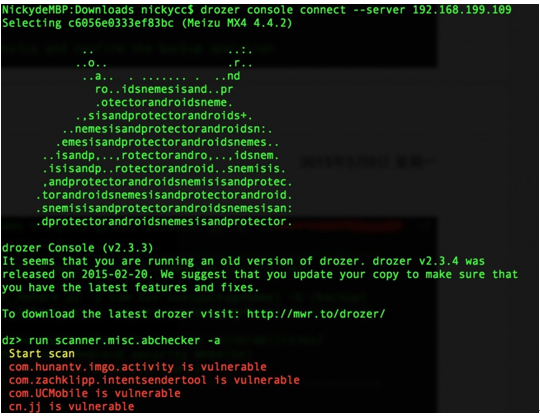 NickydeMBP:Downloads nickycc$ drozer console connect --server 192.168.199.109
Selecting c6056e0333ef83bc (Meizu MX4 4.4.2)
.. ..:.
..o.. .r..
..a.. . ....... . ..nd
ro..idsnemesisand..pr
.otectorandroidsneme.
.,sisandprotectorandroids+.
..nemesisandprotectorandroidsn:.
.emesisandprotectorandroidsnemes..
..isandp,..,rotectorandro,..,idsnem.
.isisandp..rotectorandroid..snemisis.
,andprotectorandroidsnemisisandprotec.
.torandroidsnemesisandprotectorandroid.
.snemisisandprotectorandroidsnemesisan:
.dprotectorandroidsnemesisandprotector.
drozer Console (v2.3.3)
It seems that you are running an old version of drozer. drozer v2.3.4 was
released on 2015-02-20. We suggest that you update your copy to make sure that
you have the latest features and fixes.
To download the latest drozer visit: http://mwr.to/drozer/
dz> run scanner.misc.abchecker -a
Start scan
com.hunantv.imgo.activity is vulnerable
com.zachklipp.intentsendertool is vulnerable
com.UCMobile is vulnerable
cn.jj is vulnerable